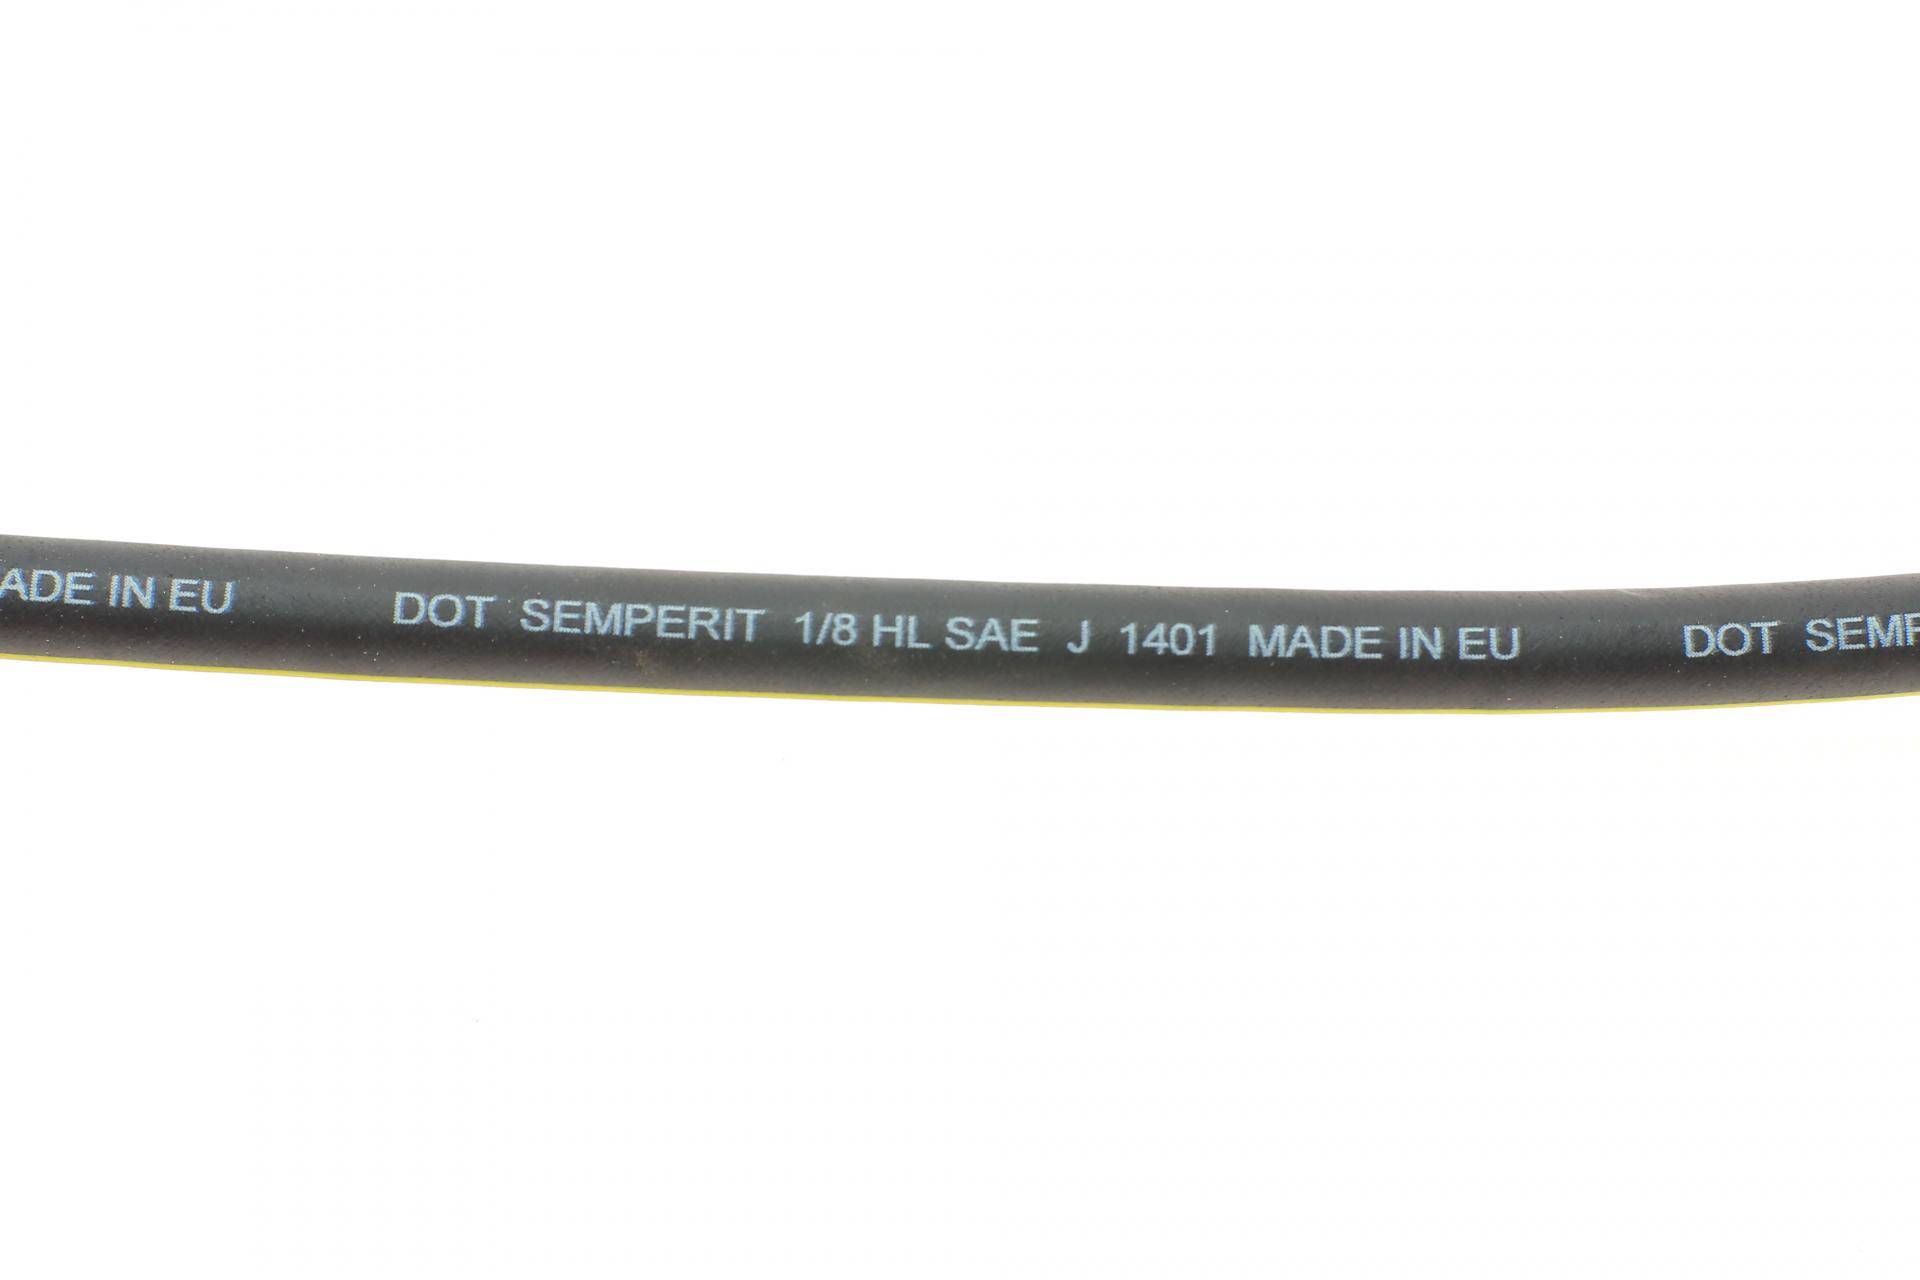 ADE IN EU DOT SEMPERIT 1/8 HL SAE J 1401 MADE IN EU DOT SEMP